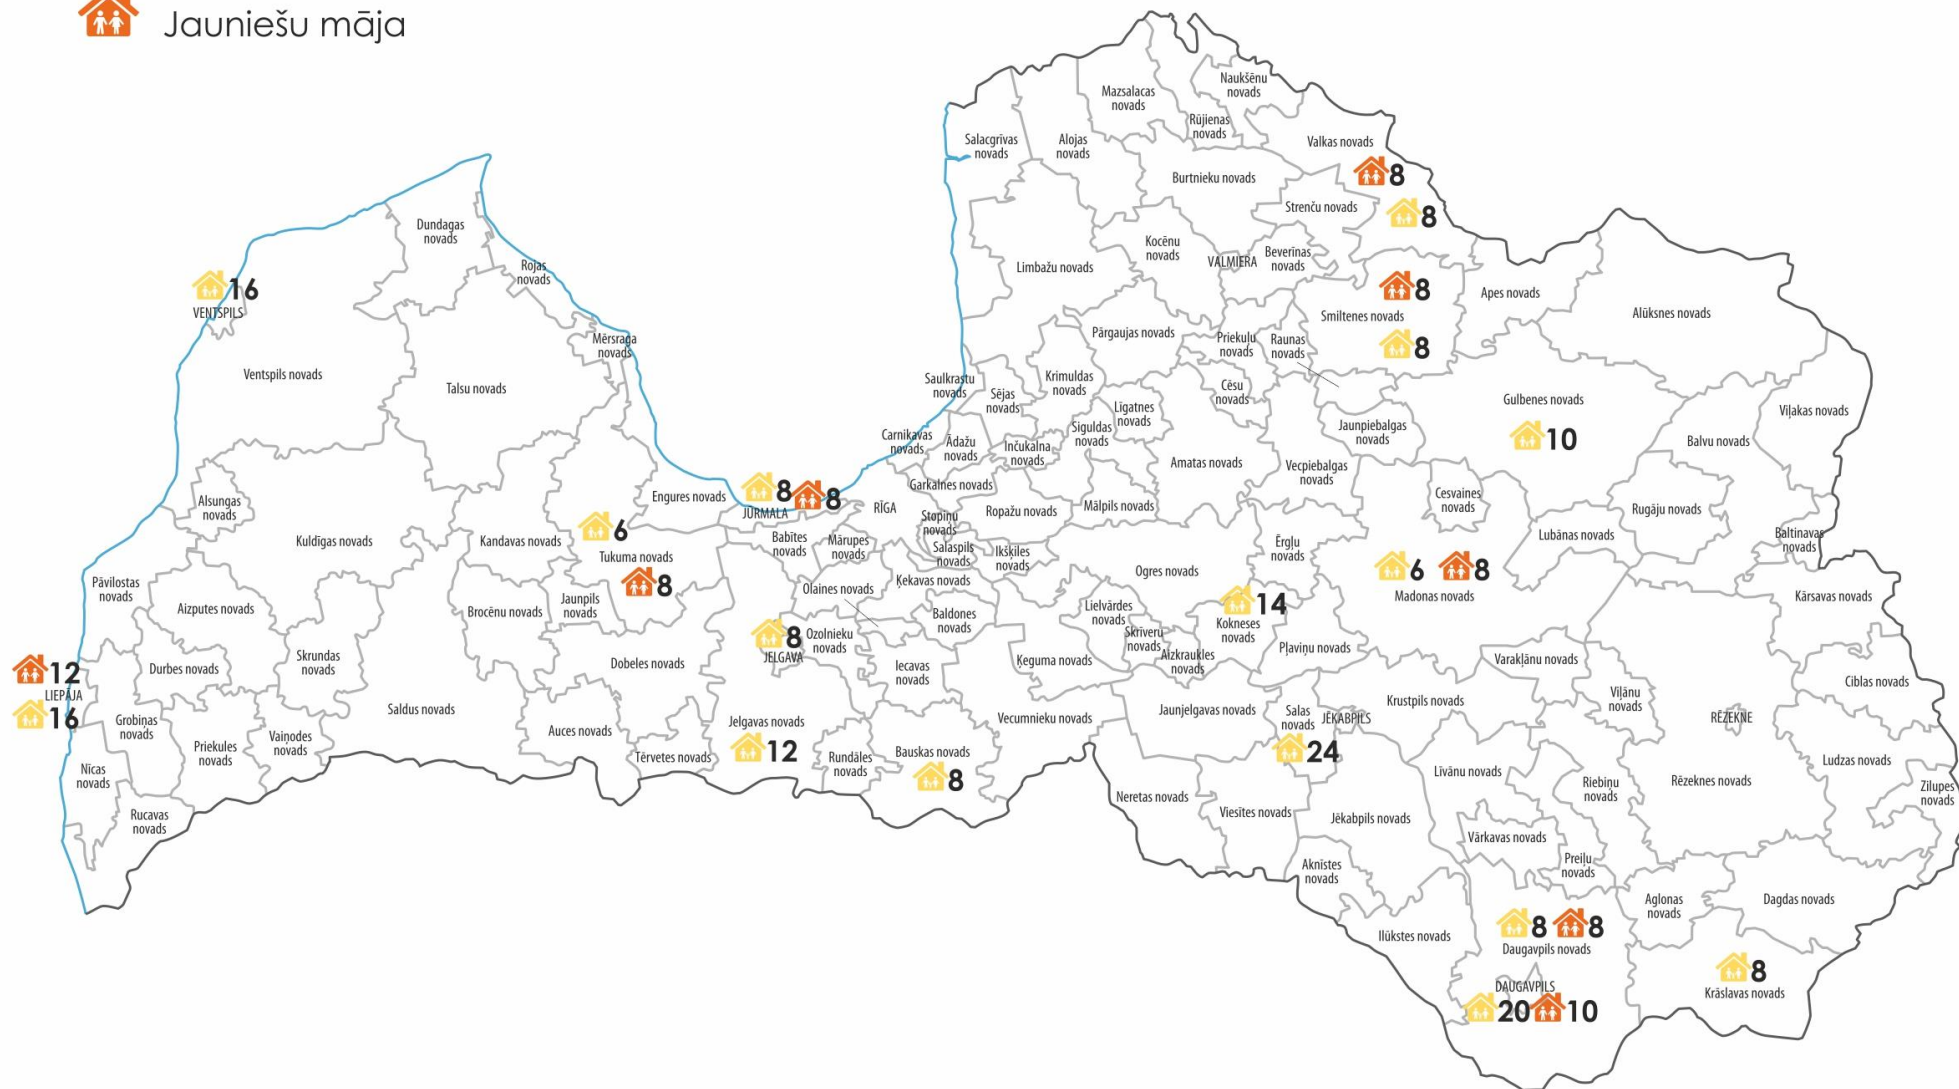 Jauniešu māja
Naukšēnu
novads
Mazsalacas
novads
Rūjienas
novads
Salacgrīvas
novads
Alojas
novads
Valkas novads
8
Burtnieku novads
Strenču novads
8
Dundagas
novads
Rojas
novads
Kocēnu
novads
VALMIERA
Beverīnas
novads
Limbažu novads
16
VENTSPILS
8
Smiltenes novads
8
Apes novads
Alūksnes novads
Mērsraga
novads
Pārgaujas novads
Priekuļu
novads
Raunas
novads
Ventspils novads
Talsu novads
Saulkrastu
novads
Sējas
novads
Krimuldas
novads
Cēsu
novads
Līgatnes
novads
Gulbenes novads
10
Viļakas novads
Balvu novads
Jaunpiebalgas
novads
Siguldas
novads
Carnikavas
novads
Ādažu
novads
Inčukalna
novads
Amatas novads
Vecpiebalgas
novads
Garkalnes novads
Cesvaines
novads
Alsungas
novads
Engures novads
8
8
JŪRMALA
RĪGA
Stopiņu
novads
Ropažu novads
Mālpils novads
Rugāju novads
Lubānas novads
Baltinavas
novads
6
Tukuma novads
8
Kuldīgas novads
Kandavas novads
Babītes
novads
Mārupes
novads
Salaspils
novads
Ikšķiles
novads
Ērgļu
novads
Ogres novads
6
8
Madonas novads
Pāvilostas
novads
Aizputes novads
Brocēnu novads
Jaunpils
novads
Olaines novads
Ķekavas novads
Baldones
novads
Lielvārdes
novads
14
Kokneses
novads
Kārsavas novads
8
JELGAVA
Ozolnieku
novads
Skrīveru
novads
Aizkraukles
novads
Pļaviņu novads
Varakļānu novads
12
LIEPĀJA
16
Durbes novads
Skrundas
novads
Dobeles novads
Iecavas
novads
Ķeguma novads
Ciblas novads
Viļānu
novads
Krustpils novads
Saldus novads
Jaunjelgavas novads
Salas
novads
JĒKABPILS
RĒZEKNE
Grobiņas
novads
Priekules
novads
Vaiņodes
novads
Auces novads
Jelgavas novads
12
Vecumnieku novads
24
Tērvetes novads
Rundāles
novads
Bauskas novads
8
Nīcas
novads
Rucavas
novads
Līvānu novads
Riebiņu
novads
Rēzeknes novads
Ludzas novads
Zilupes
novads
Neretas novads
Viesītes novads
Jēkabpils novads
Vārkavas novads
Preiļu
novads
Aknīstes
novads
Aglonas
novads
Dagdas novads
Ilūkstes novads
8
8
Daugavpils novads
8
Krāslavas novads
DAUGAVPILS
20
10